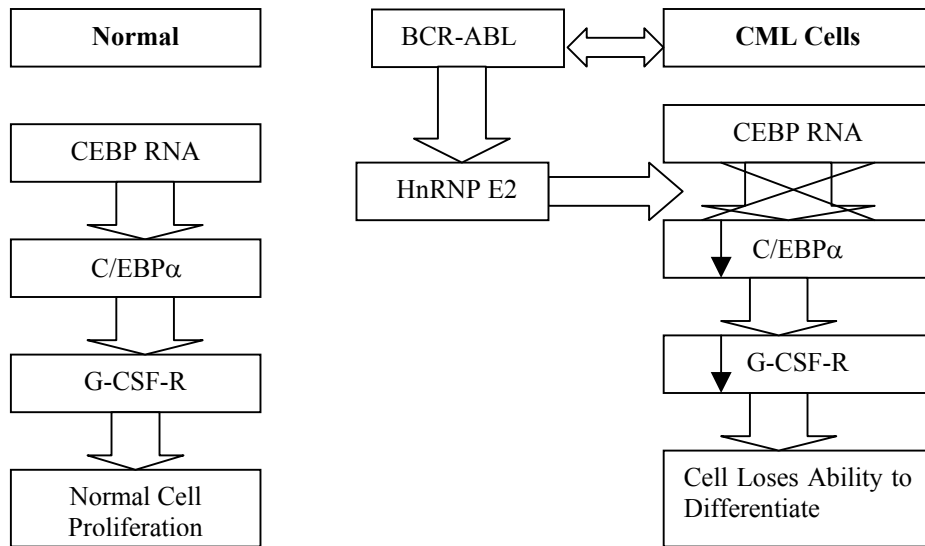 Normal
BCR-ABL
CML Cells
CEBP RNA
HnRNP E2
CEBP RNA
C/EBPα
C/EBPα
G-CSF-R
G-CSF-R
Normal Cell
Proliferation
Cell Loses Ability to
Differentiate